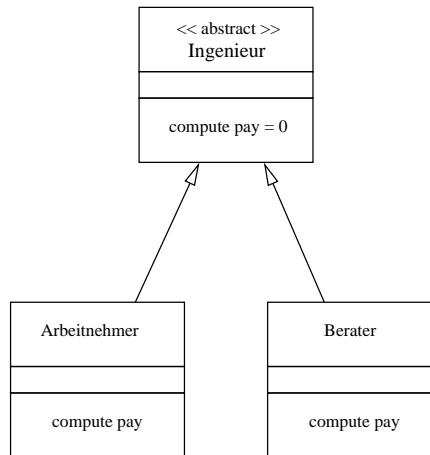 << abstract >>
Ingenieur
compute pay = 0
Arbeitnehmer
Berater
compute pay
compute pay